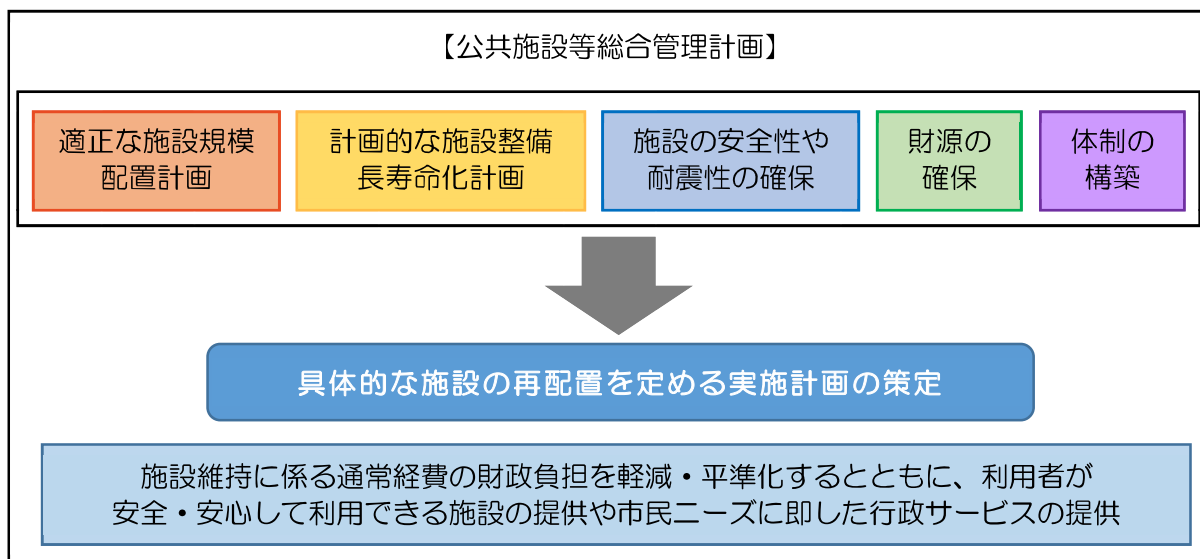 【公共施設等総合管理計画】
適正な施設規模
配置計画
計画的な施設整備
長寿命化計画
施設の安全性や
耐震性の確保
財源の
確保
体制の
構築
具体的な施設の再配置を定める実施計画の策定
施設維持に係る通常経費の財政負担を軽減・平準化するとともに、利用者が
安全・安心して利用できる施設の提供や市民ニーズに即した行政サービスの提供